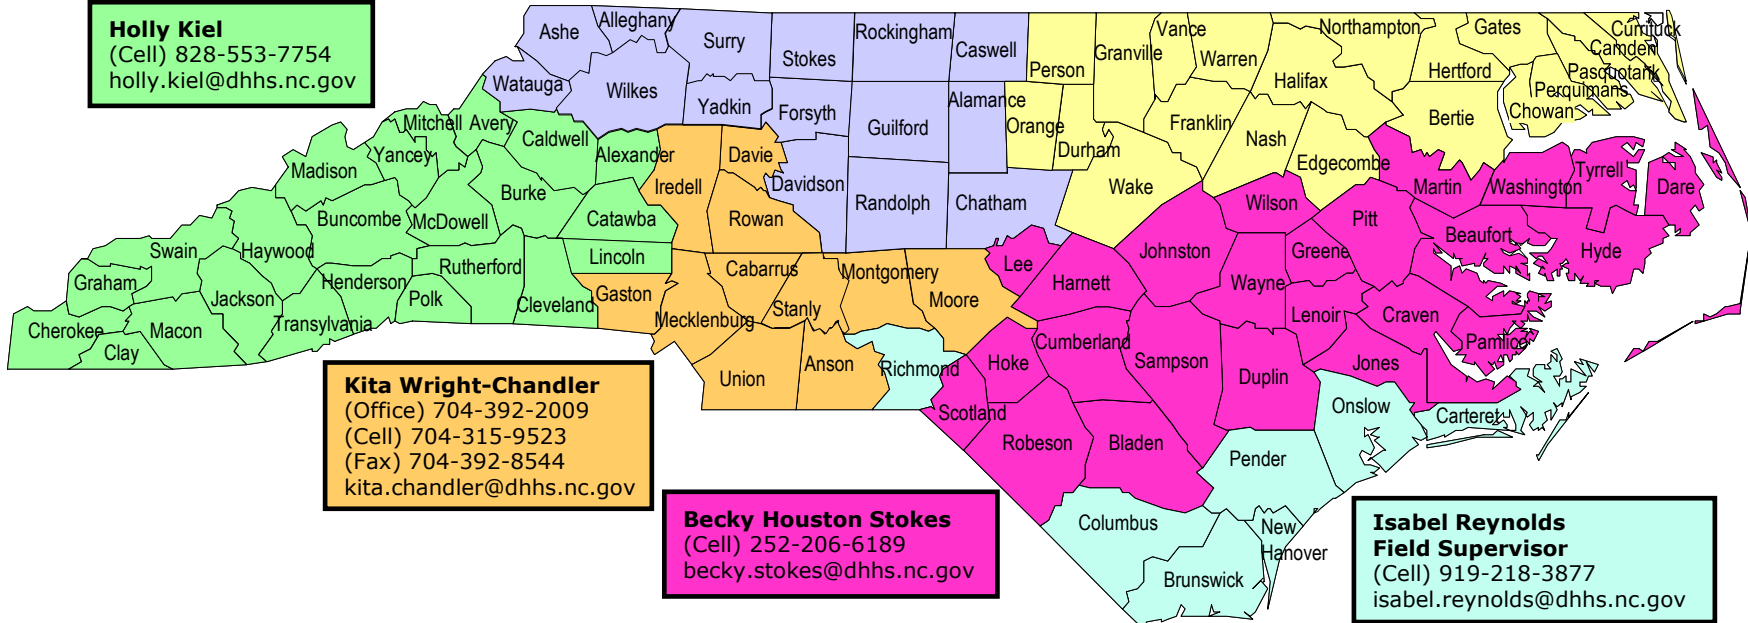 Holly Kiel
(Cell) 828-553-7754
holly.kiel@dhhs.nc.gov
Ashe
Alleghany
Surry
Stokes
Rockingham
Caswell
Person
Granville
Vance
Warren
Northampton
Gates
Currituck
Camden
Pasquotank
Perquimans
Chowan
Hertford
Halifax
Bertie
Watauga
Wilkes
Yadkin
Forsyth
Guilford
Alamance
Orange
Durham
Franklin
Nash
Edgecombe
Mitchell
Avery
Caldwell
Alexander
Iredell
Davie
Davidson
Randolph
Chatham
Wake
Wilson
Pitt
Martin
Washington
Tyrrell
Dare
Madison
Yancey
Burke
Catawba
Rowan
Buncombe
McDowell
Swain
Haywood
Lincoln
Rutherford
Cabarrus
Montgomery
Moore
Lee
Harnett
Johnston
Greene
Wayne
Beaufort
Hyde
Graham
Jackson
Henderson
Polk
Cleveland
Gaston
Stanly
Mecklenburg
Cherokee
Clay
Macon
Transylvania
Lenoir
Craven
Pamlico
Jones
Cumberland
Sampson
Duplin
Hoke
Richmond
Anson
Union
Scotland
Robeson
Bladen
Onslow
Carteret
Pender
Columbus
New
Hanover
Brunswick
Kita Wright-Chandler
(Office) 704-392-2009
(Cell) 704-315-9523
(Fax) 704-392-8544
kita.chandler@dhhs.nc.gov
Becky Houston Stokes
(Cell) 252-206-6189
becky.stokes@dhhs.nc.gov
Isabel Reynolds
Field Supervisor
(Cell) 919-218-3877
isabel.reynolds@dhhs.nc.gov